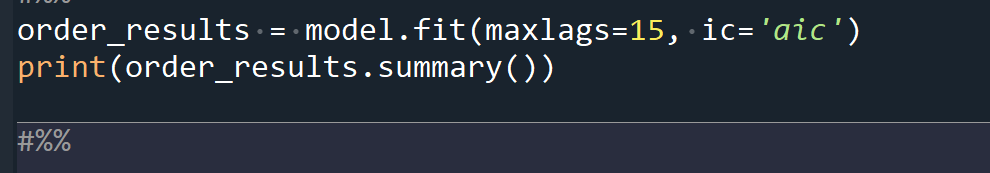 order_results = model.fit(maxlags=15, ic='aic')
print(order_results.summary())
#%%